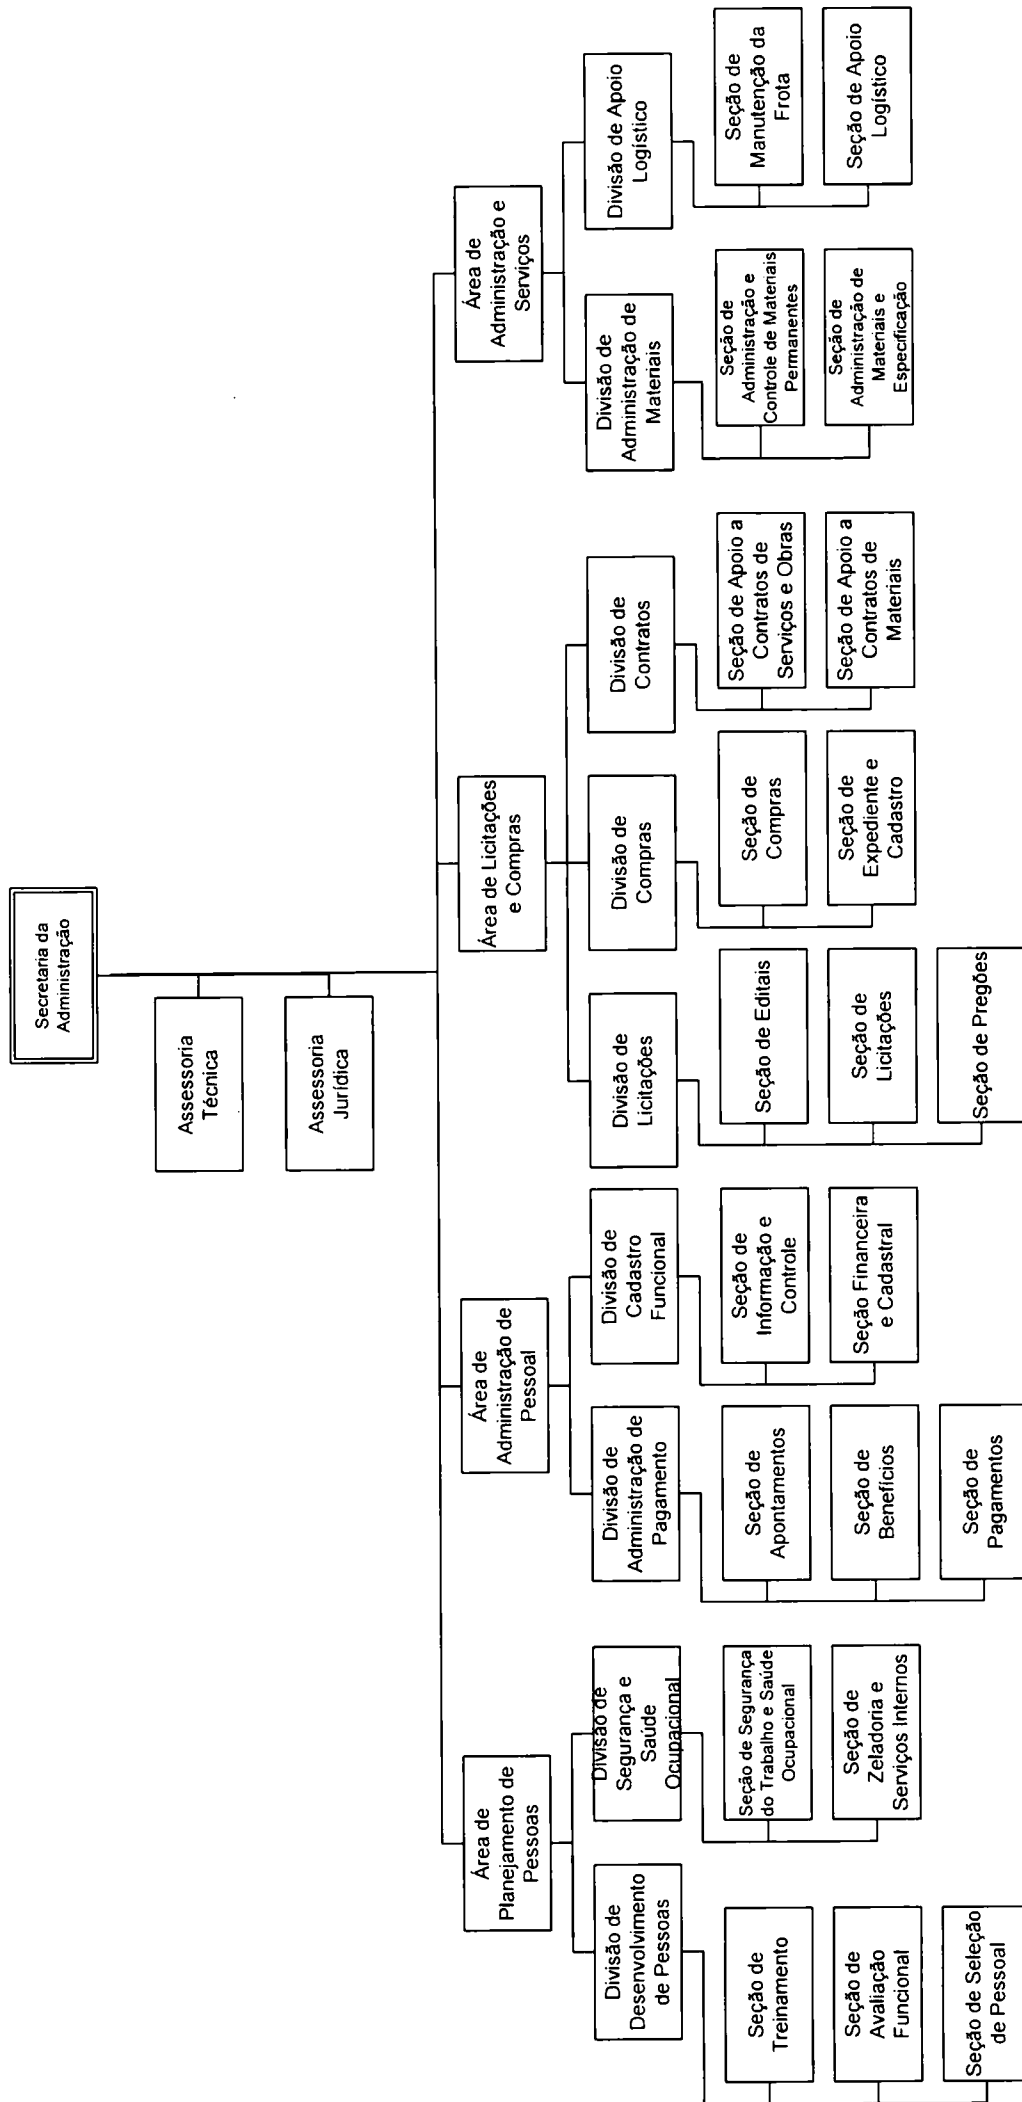 Secretaria da
Administração
Assessoria
Técnica
Assessoria
Jurídica
Área de
Planejamento de
Pessoas
Área de
Administração de
Pessoal
Área de Licitações
e Compras
Área de
Administração e
Serviços
Divisão de
Desenvolvimento
de Pessoas
Divisão de
Segurança e
Saúde
Ocupacional
Divisão de
Administração de
Pagamento
Divisão de
Cadastro
Funcional
Divisão de
Licitações
Divisão de
Compras
Divisão de
Contratos
Divisão de
Administração de
Materiais
Divisão de Apoio
Logístico
Seção de
Treinamento
Seção de
Avaliação
Funcional
Seção de Seleção
de Pessoal
Seção de Segurança
do Trabalho e Saúde
Ocupacional
Seção de
Zeladoria e
Serviços Internos
Seção de
Apontamentos
Seção de
Benefícios
Seção de
Pagamentos
Seção de
Informação e
Controle
Seção Financeira
e Cadastral
Seção de Editais
Seção de
Licitações
Seção de Pregões
Seção de
Compras
Seção de
Expediente e
Cadastro
Seção de Apoio a
Contratos de
Serviços e Obras
Seção de Apoio a
Contratos de
Materiais
Seção de
Administração e
Controle de Materiais
Permanentes
Seção de
Administração de
Materiais e
Especificação
Seção de
Manutenção da
Frota
Seção de Apoio
Logístico